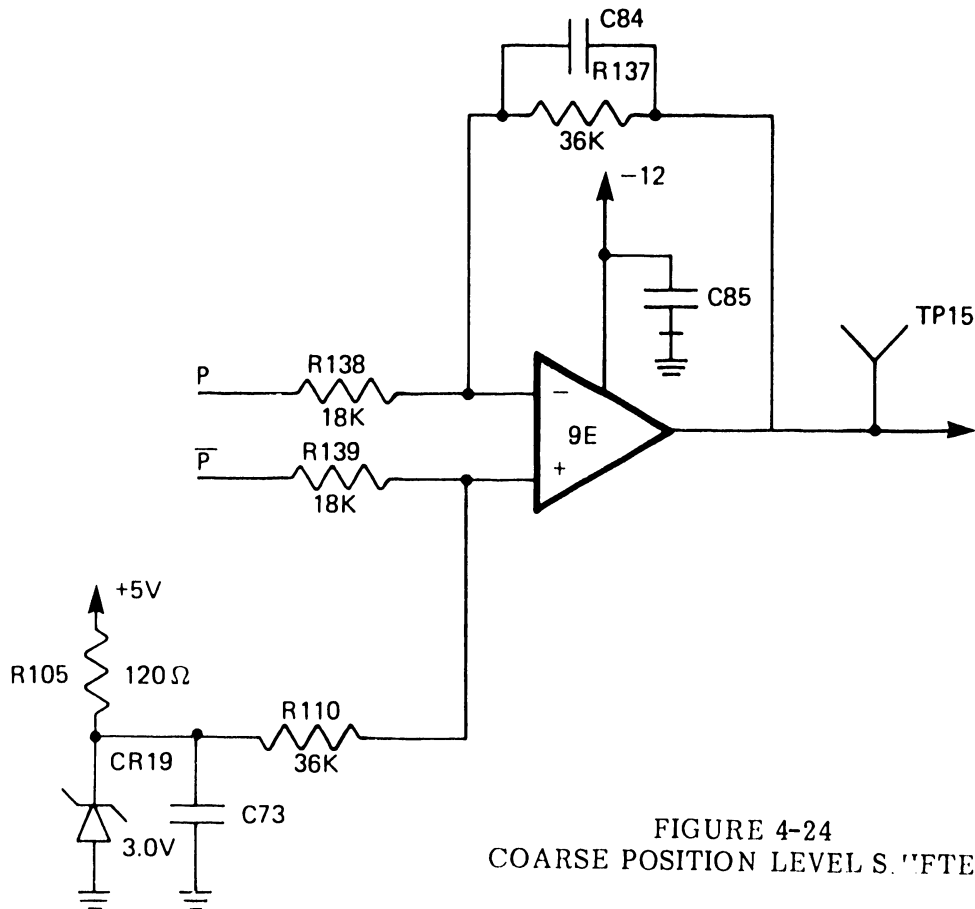 C84
R137
36K
−12
C85
TP15
P
R138
18K
−
9E
P̅
R139
18K
+
+5V
R105
120Ω
R110
36K
CR19
C73
3.0V
FIGURE 4-24
COARSE POSITION LEVEL